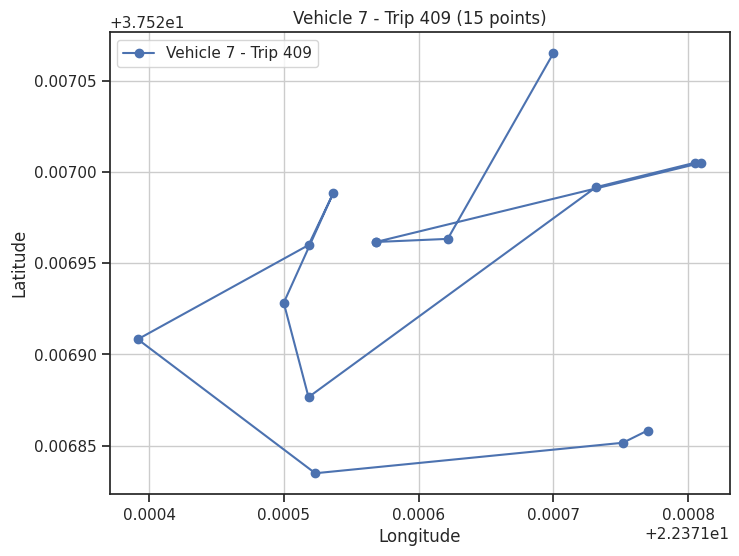 Vehicle 7 - Trip 409 (15 points)
+3.752e1
Vehicle 7 - Trip 409
0.00705
0.00700
0.00695
0.00690
0.00685
Latitude
0.0004 0.0005 0.0006 0.0007 0.0008
Longitude
+2.2371e1